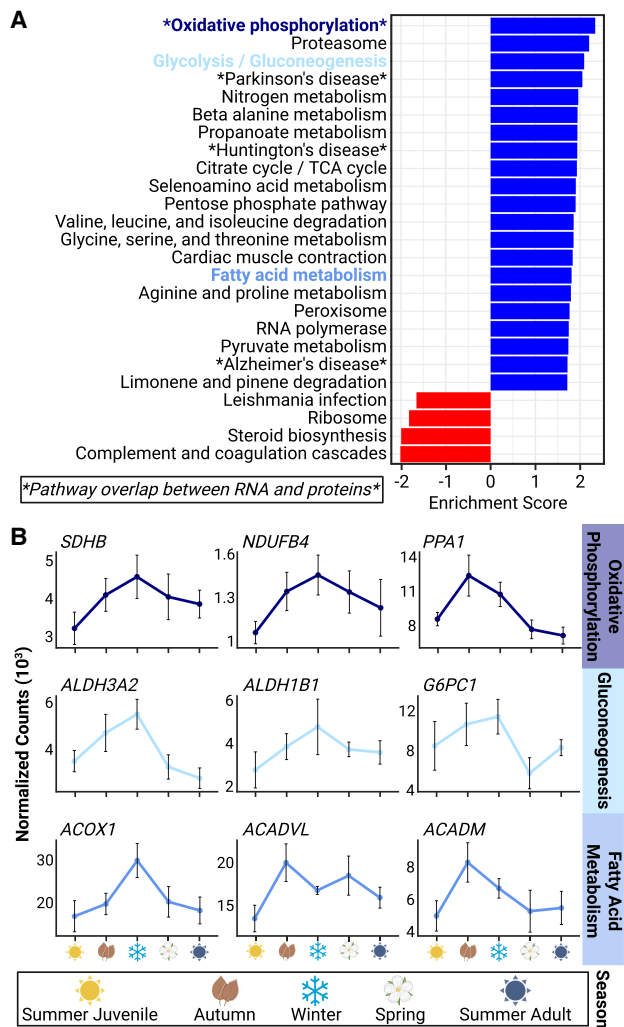 A
*Oxidative phosphorylation*
Proteasome
Glycolysis / Gluconeogenesis
*Parkinson's disease*
Nitrogen metabolism
Beta alanine metabolism
Propanoate metabolism
*Huntington's disease*
Citrate cycle / TCA cycle
Selenoamino acid metabolism
Pentose phosphate pathway
Valine, leucine, and isoleucine degradation
Glycine, serine, and threonine metabolism
Cardiac muscle contraction
Fatty acid metabolism
Aginine and proline metabolism
Peroxisome
RNA polymerase
Pyruvate metabolism
*Alzheimer's disease*
Limonene and pinene degradation
Leishmania infection
Ribosome
Steroid biosynthesis
Complement and coagulation cascades
-2 -1 0 1 2
Enrichment Score
*Pathway overlap between RNA and proteins*
B
Normalized Counts (10³)
SDHB
5
4
3
NDUFB4
1.6
1.3
1
PPA1
14
11
8
Oxidative
Phosphorylation
ALDH3A2
6
4
ALDH1B1
6
4
2
G6PC1
12
8
4
Gluconeogenesis
ACOX1
30
20
ACADVL
20
15
ACADM
8
6
4
Fatty Acid
Metabolism
Summer Juvenile
Autumn
Winter
Spring
Summer Adult
Season